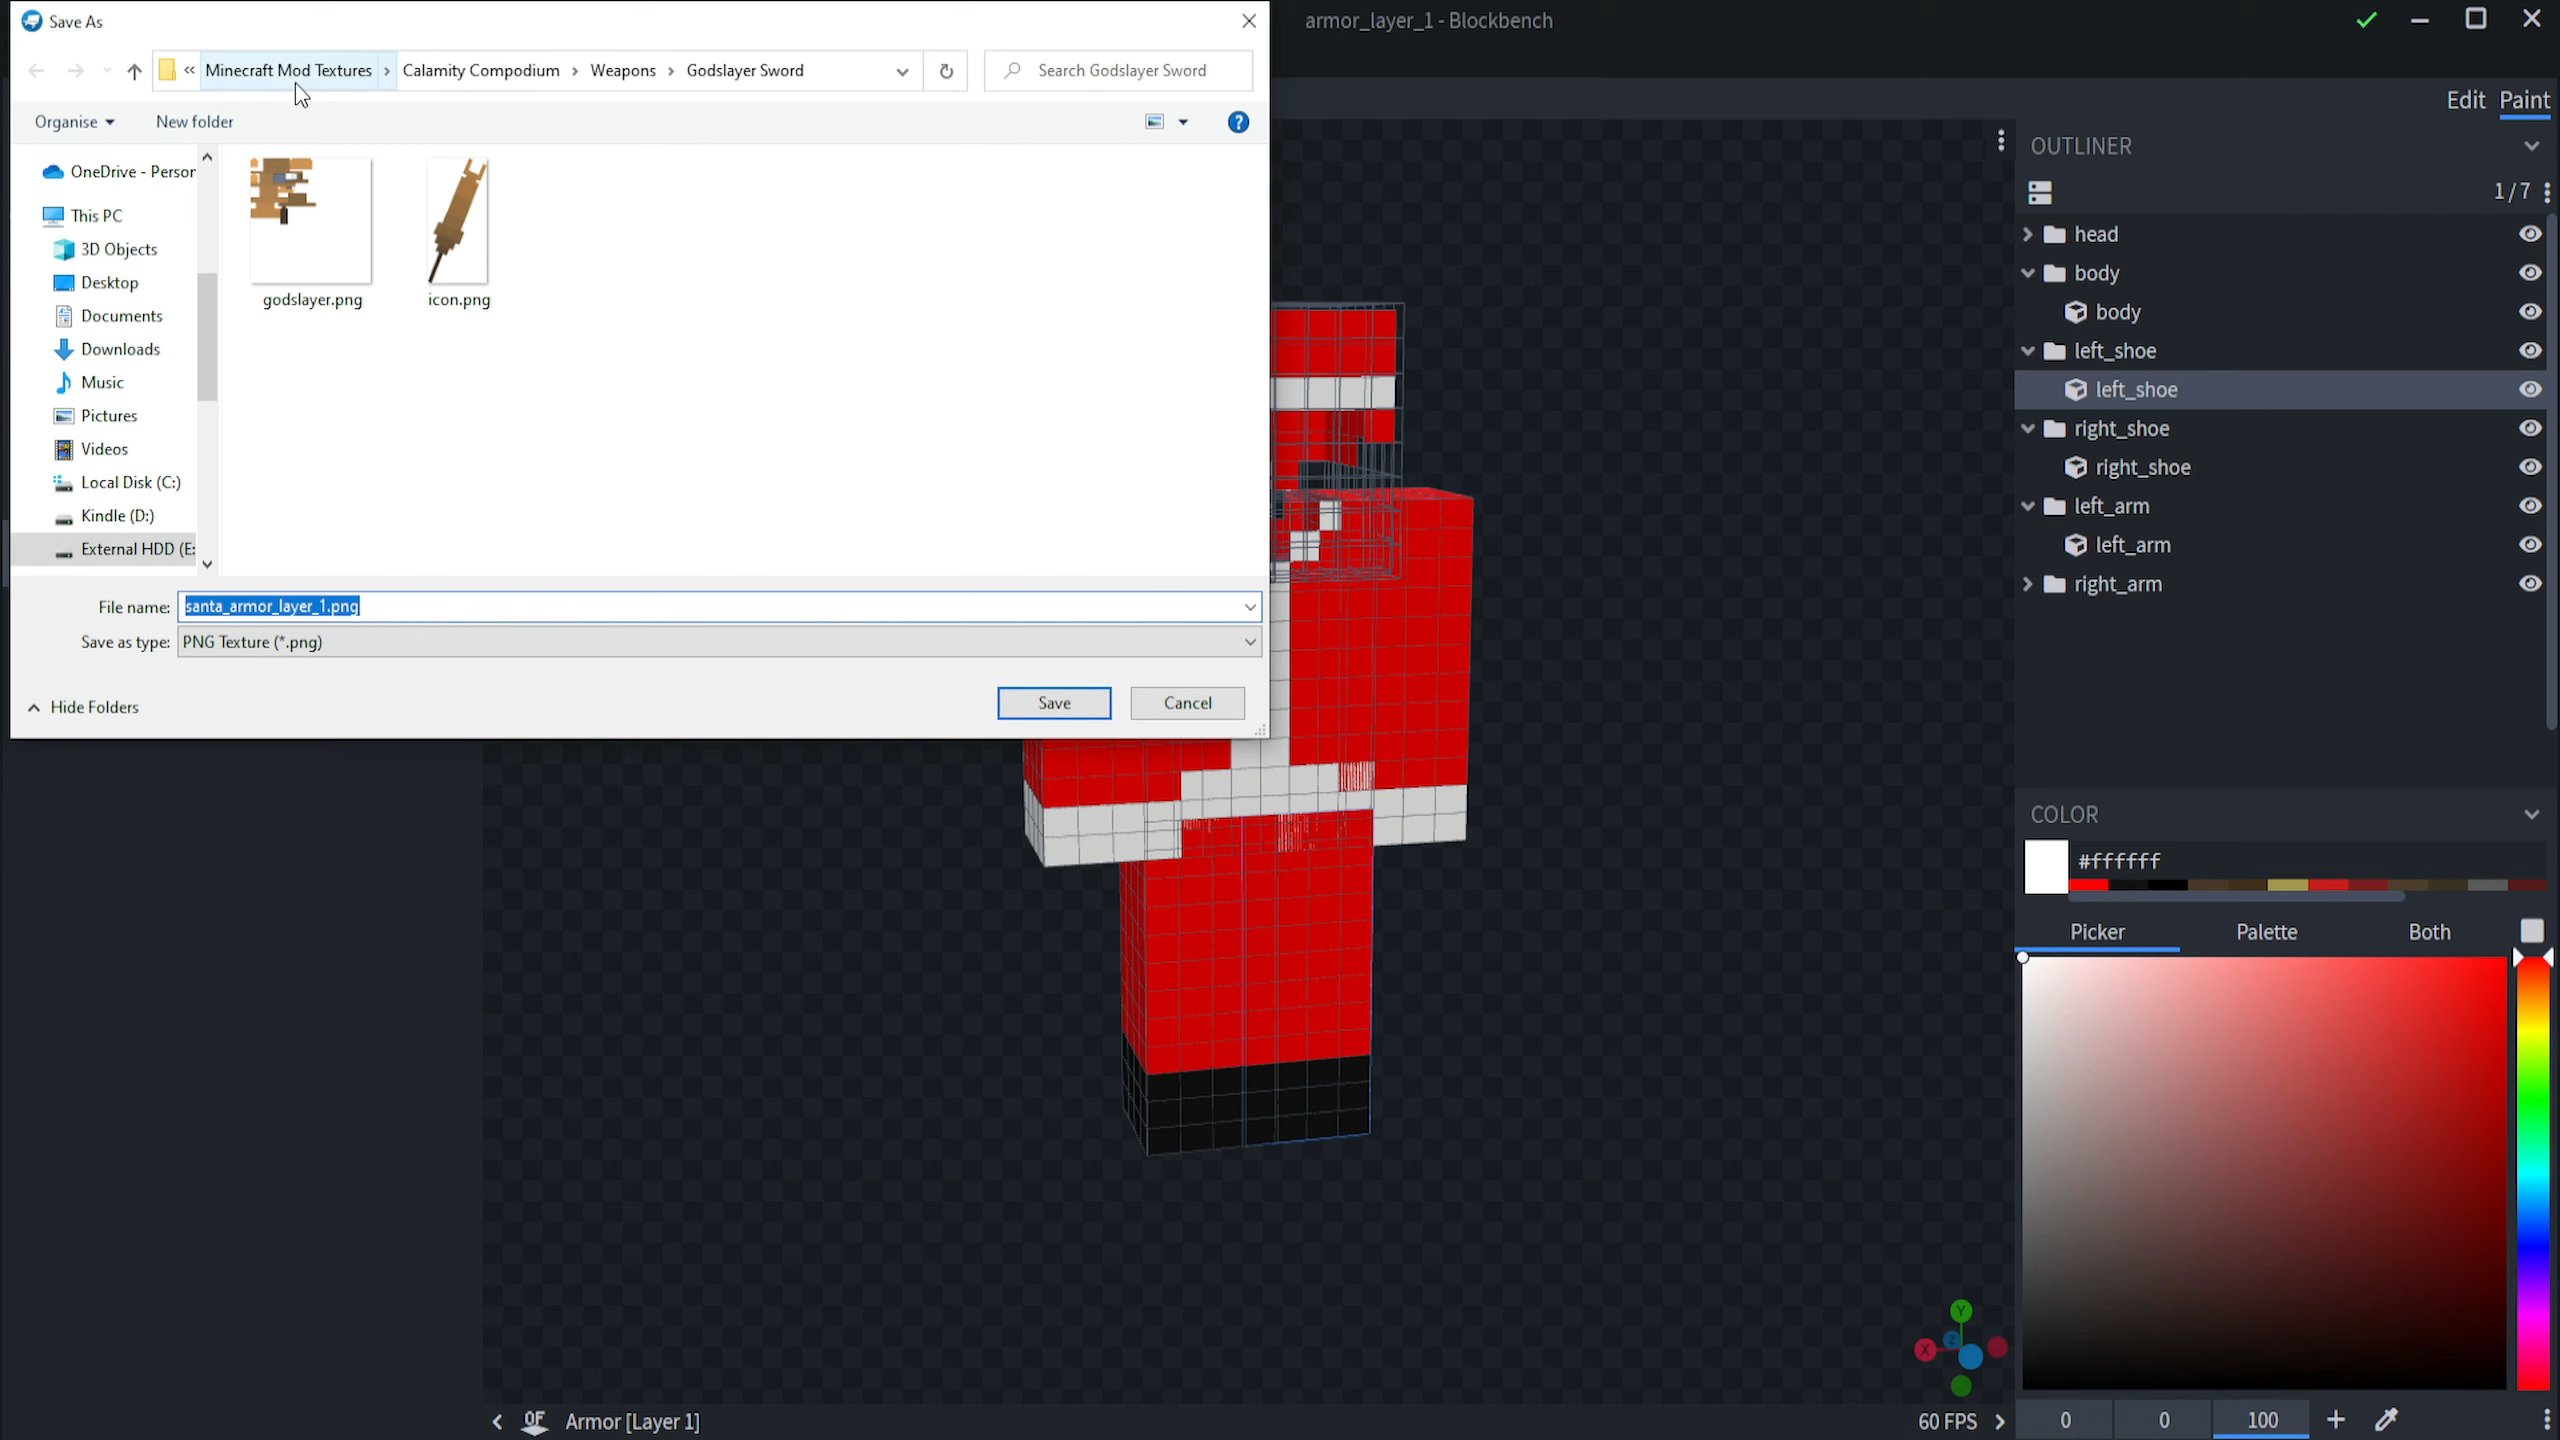 Save As
armor_layer_1 - Blockbench
« Minecraft Mod Textures › Calamity Compodium › Weapons › Godslayer Sword
Search Godslayer Sword
Organise
New folder
Edit Paint
OUTLINER
1 / 7
OneDrive - Person
This PC
3D Objects
Desktop
Documents
Downloads
Music
Pictures
Videos
Local Disk (C:)
Kindle (D:)
External HDD (E:
godslayer.png
icon.png
File name: santa_armor_layer_1.png
Save as type: PNG Texture (*.png)
Hide Folders
Save
Cancel
head
body
body
left_shoe
left_shoe
right_shoe
right_shoe
left_arm
left_arm
right_arm
COLOR
#ffffff
Picker Palette Both
Y
X
Z
OF Armor [Layer 1]
60 FPS
0 0 100